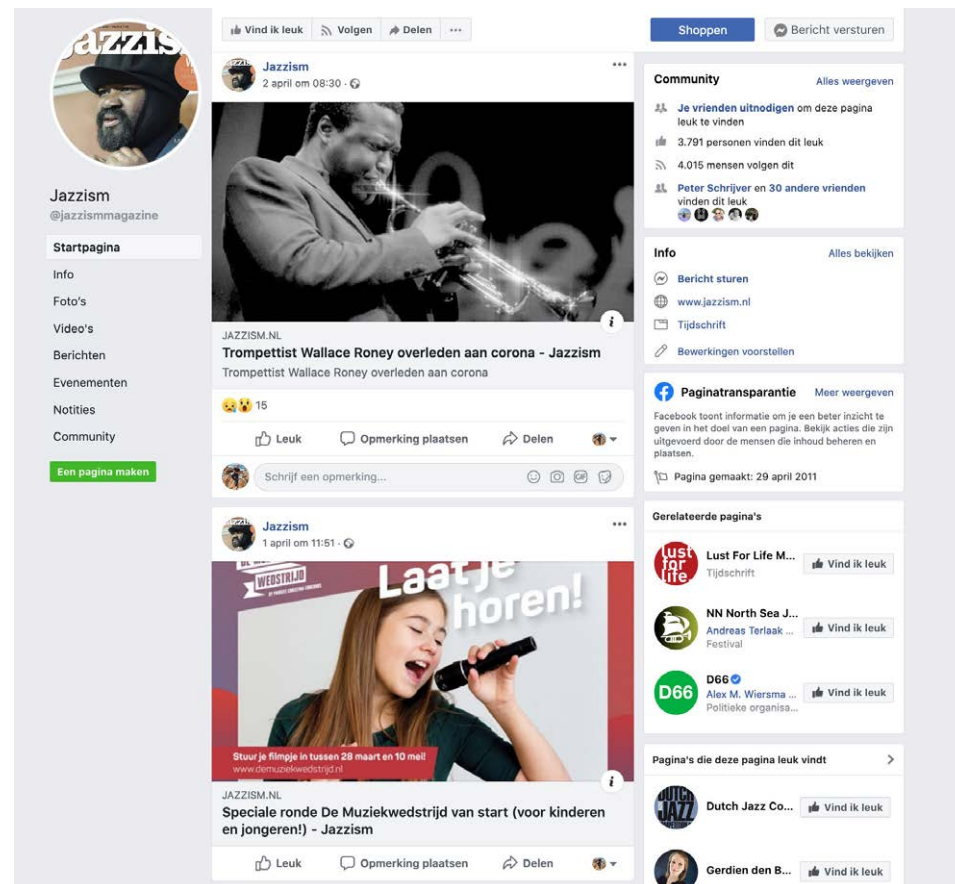 Jazzism
@jazzismmagazine
Startpagina
Info
Foto's
Video's
Berichten
Evenementen
Notities
Community
Een pagina maken
Vind ik leuk
Volgen
Delen
Shoppen
Bericht versturen
Jazzism
2 april om 08:30
JAZZISM.NL
Trompettist Wallace Roney overleden aan corona - Jazzism
Trompettist Wallace Roney overleden aan corona
15
Leuk
Opmerking plaatsen
Delen
Schrijf een opmerking...
GIF
Jazzism
1 april om 11:51
WEDSTRIJD
Laat je
horen!
Stuur je filmpje in tussen 28 maart en 10 mei!
www.demuziekwedstrijd.nl
JAZZISM.NL
Speciale ronde De Muziekwedstrijd van start (voor kinderen
en jongeren!) - Jazzism
Leuk
Opmerking plaatsen
Delen
Community
Alles weergeven
Je vrienden uitnodigen om deze pagina
leuk te vinden
3.791 personen vinden dit leuk
4.015 mensen volgen dit
Peter Schrijver en 30 andere vrienden
vinden dit leuk
Info
Alles bekijken
Bericht sturen
www.jazzism.nl
Tijdschrift
Bewerkingen voorstellen
Paginatransparantie
Meer weergeven
Facebook toont informatie om je een beter inzicht te
geven in het doel van een pagina. Bekijk acties die zijn
uitgevoerd door de mensen die inhoud beheren en
plaatsen.
Pagina gemaakt: 29 april 2011
Gerelateerde pagina's
lust
for
life
Lust For Life M...
Tijdschrift
Vind ik leuk
NN North Sea J...
Andreas Terlaak ...
Festival
Vind ik leuk
D66
D66
Alex M. Wiersma ...
Politieke organisa...
Vind ik leuk
Pagina's die deze pagina leuk vindt
DUTCH
JAZZ
Dutch Jazz Co...
Vind ik leuk
Gerdien den B...
Vind ik leuk